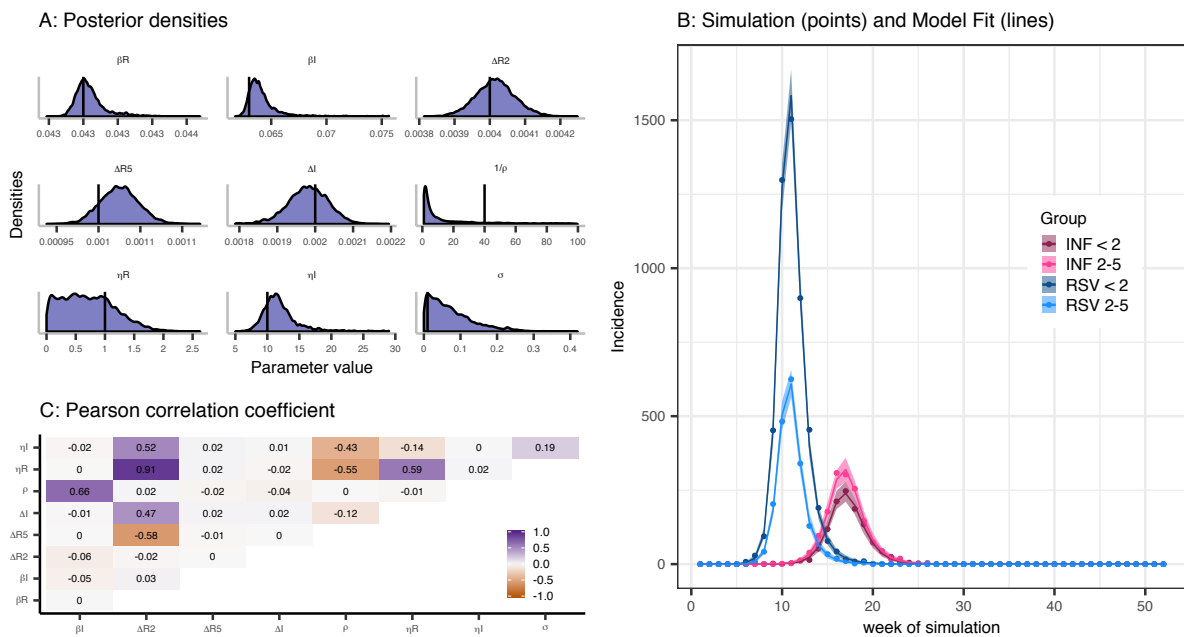 A: Posterior densities
βR
βI
ΔR2
0.043 0.043 0.043 0.043 0.044
0.065 0.07 0.075
0.0038 0.0039 0.004 0.0041 0.0042
ΔR5
ΔI
1/ρ
0.00095 0.001 0.0011 0.0011
0.0018 0.0019 0.002 0.0021 0.0022
0 20 40 60 80 100
ηR
ηI
σ
0 0.5 1 1.5 2 2.5
5 10 15 20 25 30
0 0.1 0.2 0.3 0.4
Densities
Parameter value
C: Pearson correlation coefficient
ηI -0.02 0.52 0.02 0.01 -0.43 -0.14 0 0.19
ηR 0 0.91 0.02 -0.02 -0.55 0.59 0.02
ρ 0.66 0.02 -0.02 -0.04 0 -0.01
ΔI -0.01 0.47 0.02 0.02 -0.12
ΔR5 0 -0.58 -0.01 0
ΔR2 -0.06 -0.02 0
βI -0.05 0.03
βR 0
βI ΔR2 ΔR5 ΔI ρ ηR ηI σ
1.0
0.5
0.0
-0.5
-1.0
B: Simulation (points) and Model Fit (lines)
1500
1000
500
0
Incidence
0 10 20 30 40 50
week of simulation
Group
INF < 2
INF 2-5
RSV < 2
RSV 2-5